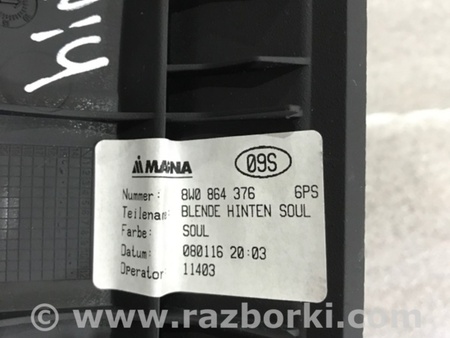 MANA 09S
Nummer: 8W0 864 376 6PS
Teilenam: BLENDE HINTEN SOUL
Farbe: SOUL
Datum: 080116 20:03
Operator 11403
© www.razborki.com